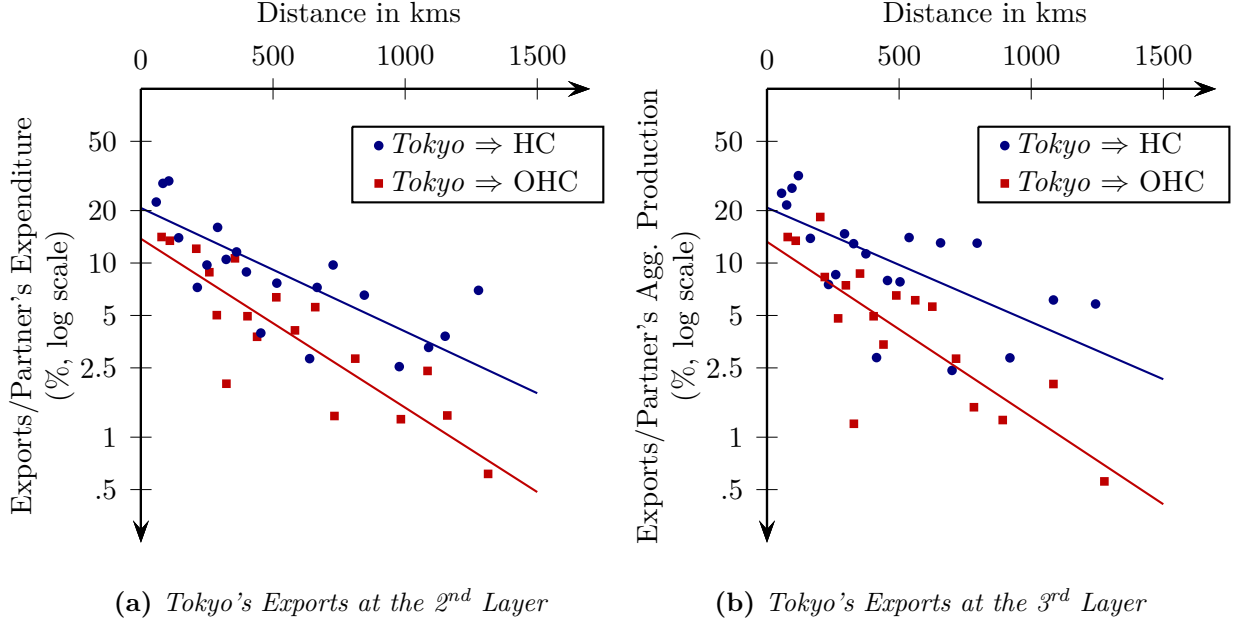 Distance in kms
0 500 1000 1500
Exports/Partner's Expenditure
(%, log scale)
50
20
10
5
2.5
1
.5
Tokyo ⇒ HC
Tokyo ⇒ OHC
(a) Tokyo's Exports at the 2nd Layer
Distance in kms
0 500 1000 1500
Exports/Partner's Agg. Production
(%, log scale)
50
20
10
5
2.5
1
.5
Tokyo ⇒ HC
Tokyo ⇒ OHC
(b) Tokyo's Exports at the 3rd Layer